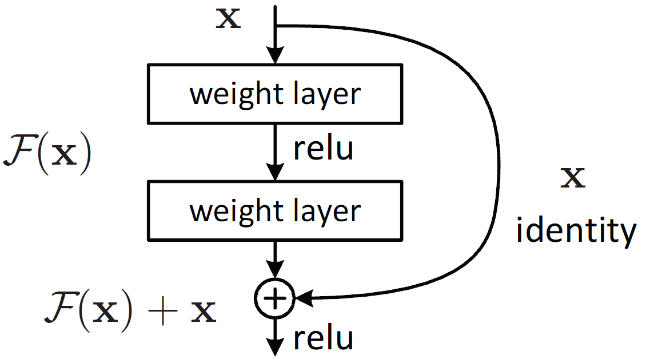 x
weight layer
relu
F(x)
weight layer
x
identity
F(x) + x
+
relu